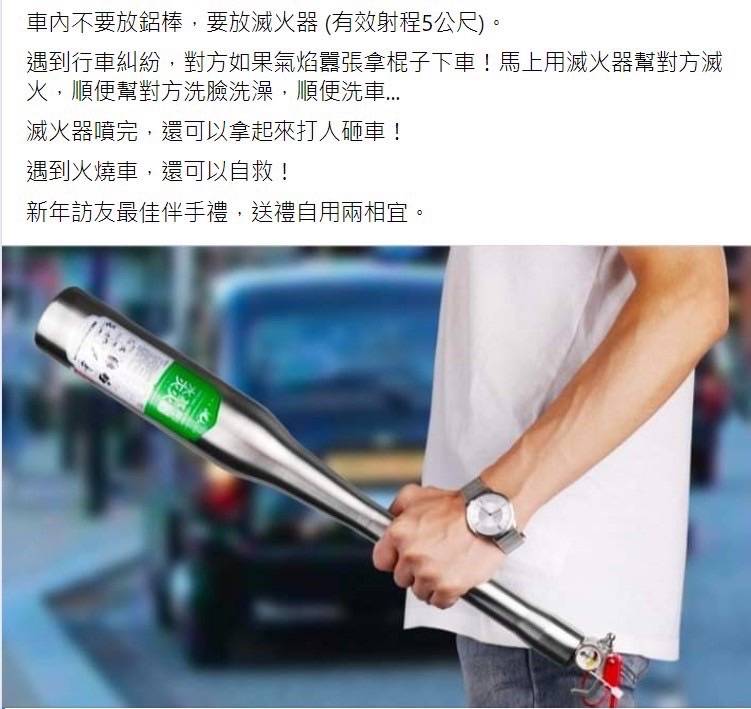 車內不要放鋁棒，要放滅火器 (有效射程5公尺)。
遇到行車糾紛，對方如果氣焰囂張拿棍子下車！馬上用滅火器幫對方滅
火，順便幫對方洗臉洗澡，順便洗車...
滅火器噴完，還可以拿起來打人砸車！
遇到火燒車，還可以自救！
新年訪友最佳伴手禮，送禮自用兩相宜。